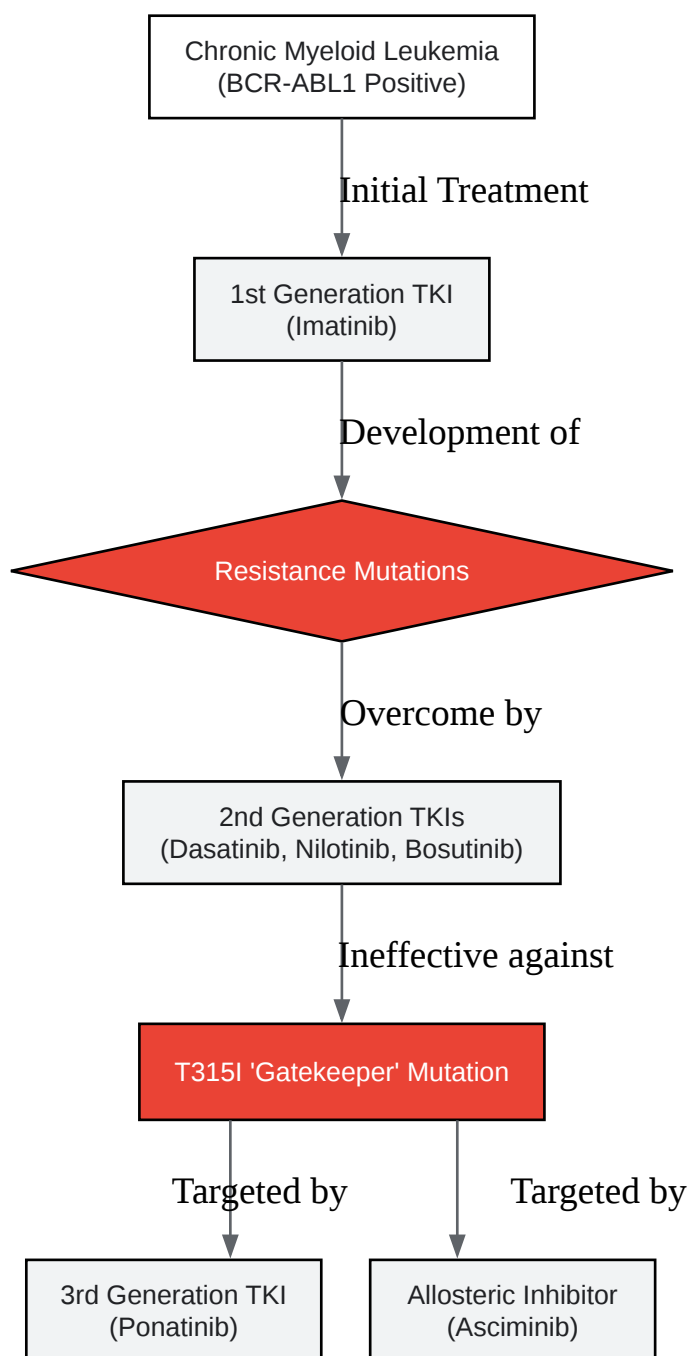 Chronic Myeloid Leukemia
(BCR-ABL1 Positive)
Initial Treatment
1st Generation TKI
(Imatinib)
Development of
Resistance Mutations
Overcome by
2nd Generation TKIs
(Dasatinib, Nilotinib, Bosutinib)
Ineffective against
T315I 'Gatekeeper' Mutation
Targeted by
Targeted by
3rd Generation TKI
(Ponatinib)
Allosteric Inhibitor
(Asciminib)